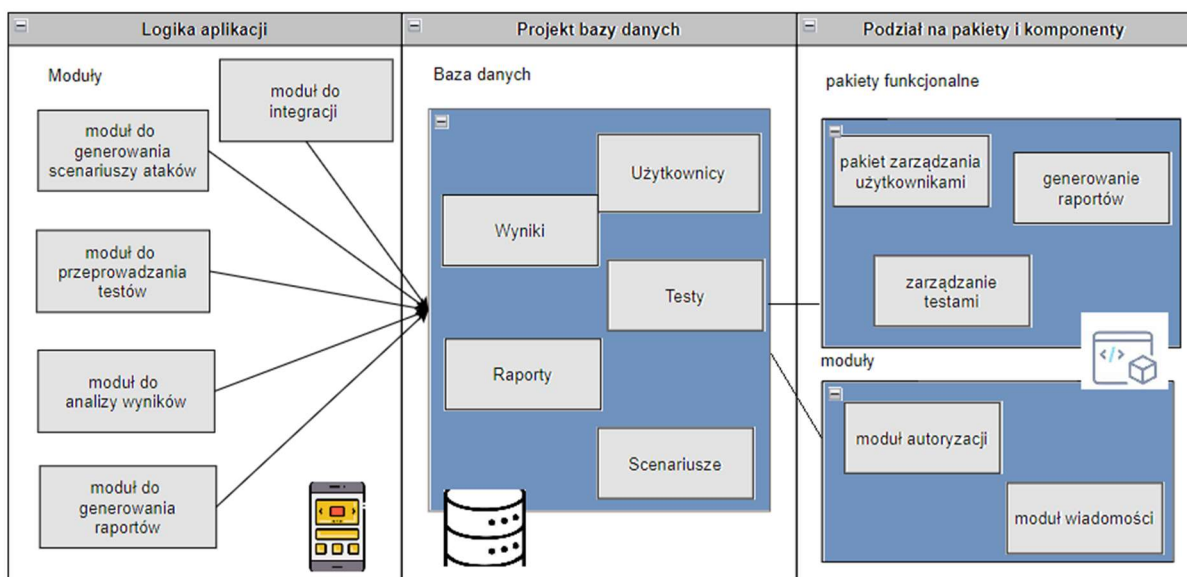 Logika aplikacji
Moduły
moduł do
integracji
moduł do
generowania
scenariuszy ataków
moduł do
przeprowadzania
testów
moduł do
analizy wyników
moduł do
generowania
raportów
Projekt bazy danych
Baza danych
Użytkownicy
Wyniki
Testy
Raporty
Scenariusze
Podział na pakiety i komponenty
pakiety funkcjonalne
pakiet zarządzania
użytkownikami
generowanie
raportów
zarządzanie
testami
</>
moduły
moduł autoryzacji
moduł wiadomości